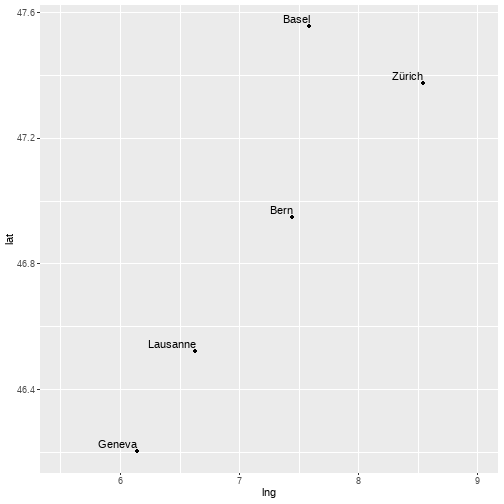 47.6
Basel
Zürich
47.2
Bern
lat
46.8
Lausanne
46.4
Geneva
6
7
8
9
lng